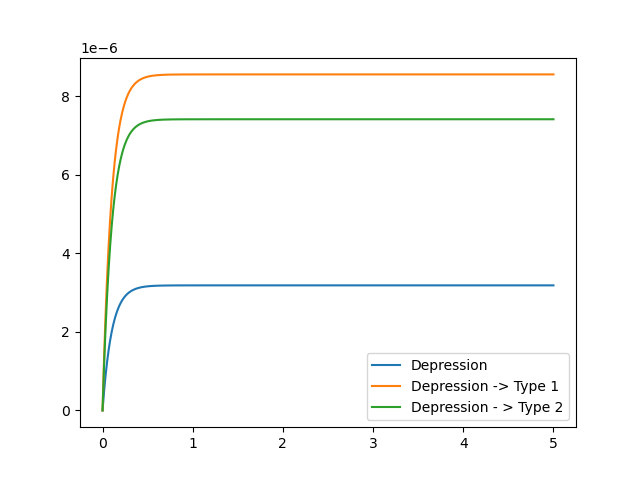 1e−6
8
6
4
2
0
0 1 2 3 4 5
Depression
Depression -> Type 1
Depression - > Type 2